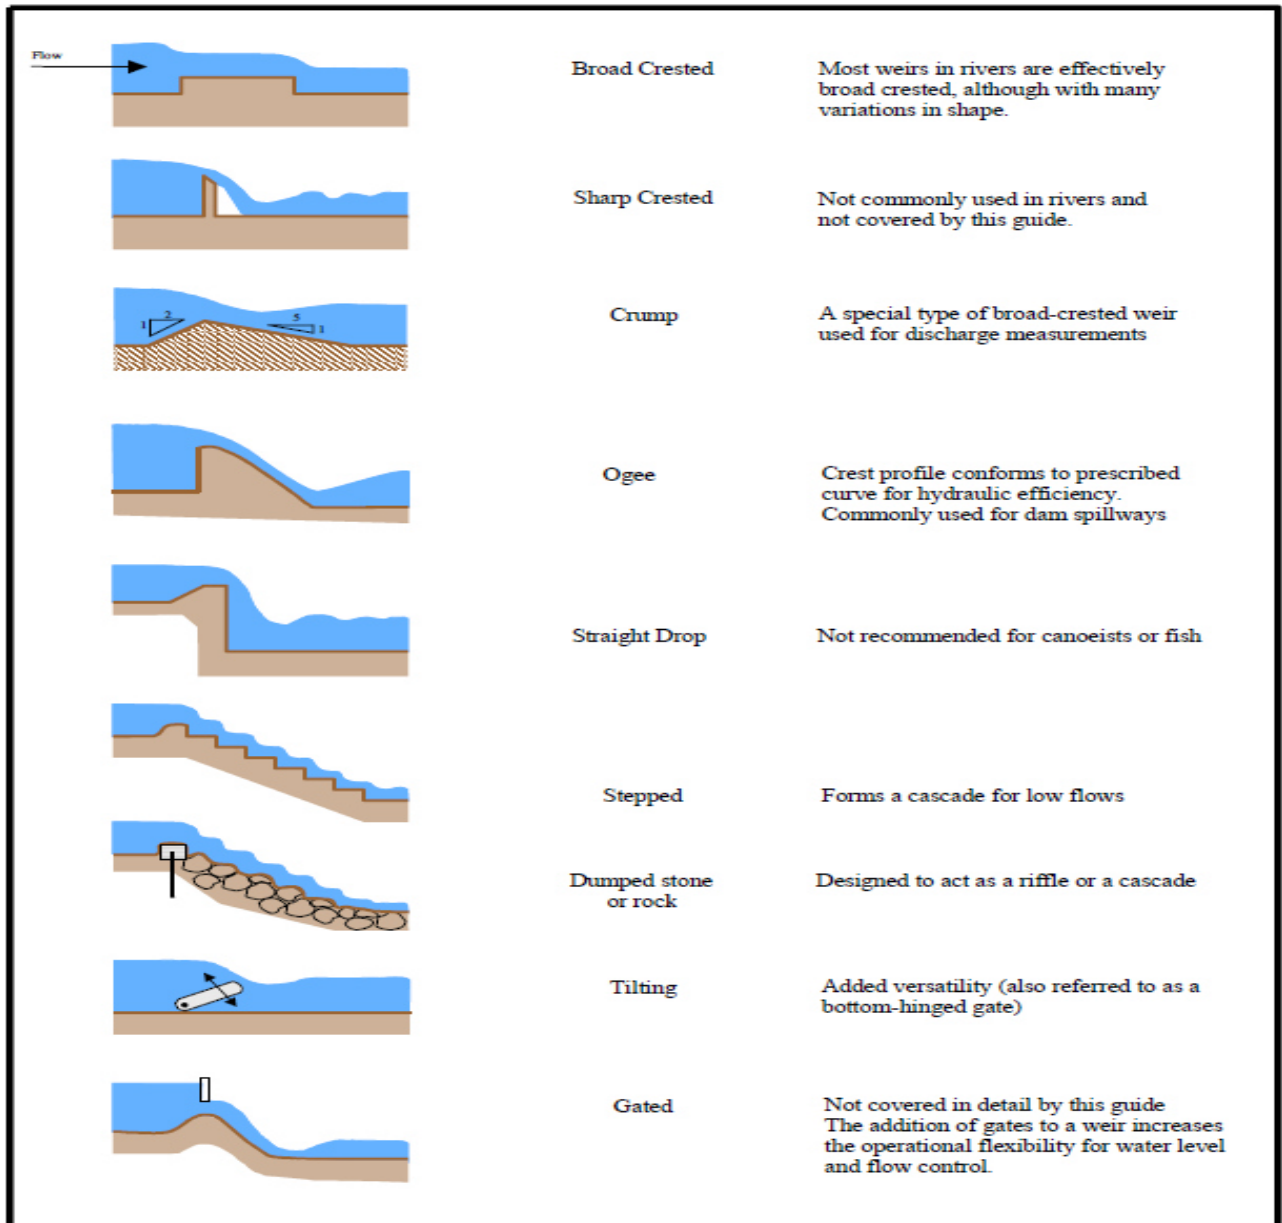 Flow
Broad Crested
Most weirs in rivers are effectively
broad crested, although with many
variations in shape.
Sharp Crested
Not commonly used in rivers and
not covered by this guide.
2
1
5
1
Crump
A special type of broad-crested weir
used for discharge measurements
Ogee
Crest profile conforms to prescribed
curve for hydraulic efficiency.
Commonly used for dam spillways
Straight Drop
Not recommended for canoeists or fish
Stepped
Forms a cascade for low flows
Dumped stone
or rock
Designed to act as a riffle or a cascade
Tilting
Added versatility (also referred to as a
bottom-hinged gate)
Gated
Not covered in detail by this guide
The addition of gates to a weir increases
the operational flexibility for water level
and flow control.